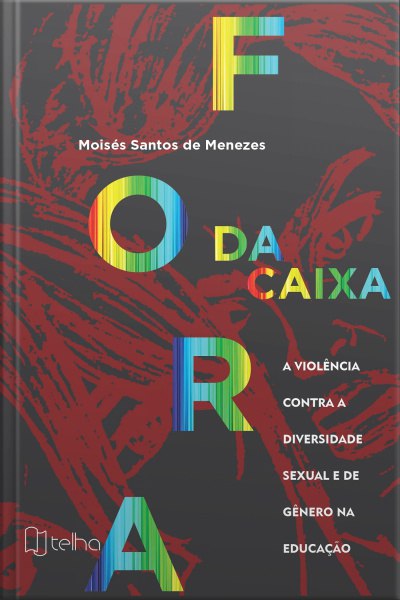 F
Moisés Santos de Menezes
O
DA
CAIXA
R
A VIOLÊNCIA
CONTRA A
DIVERSIDADE
SEXUAL E DE
GÊNERO NA
EDUCAÇÃO
A
telha